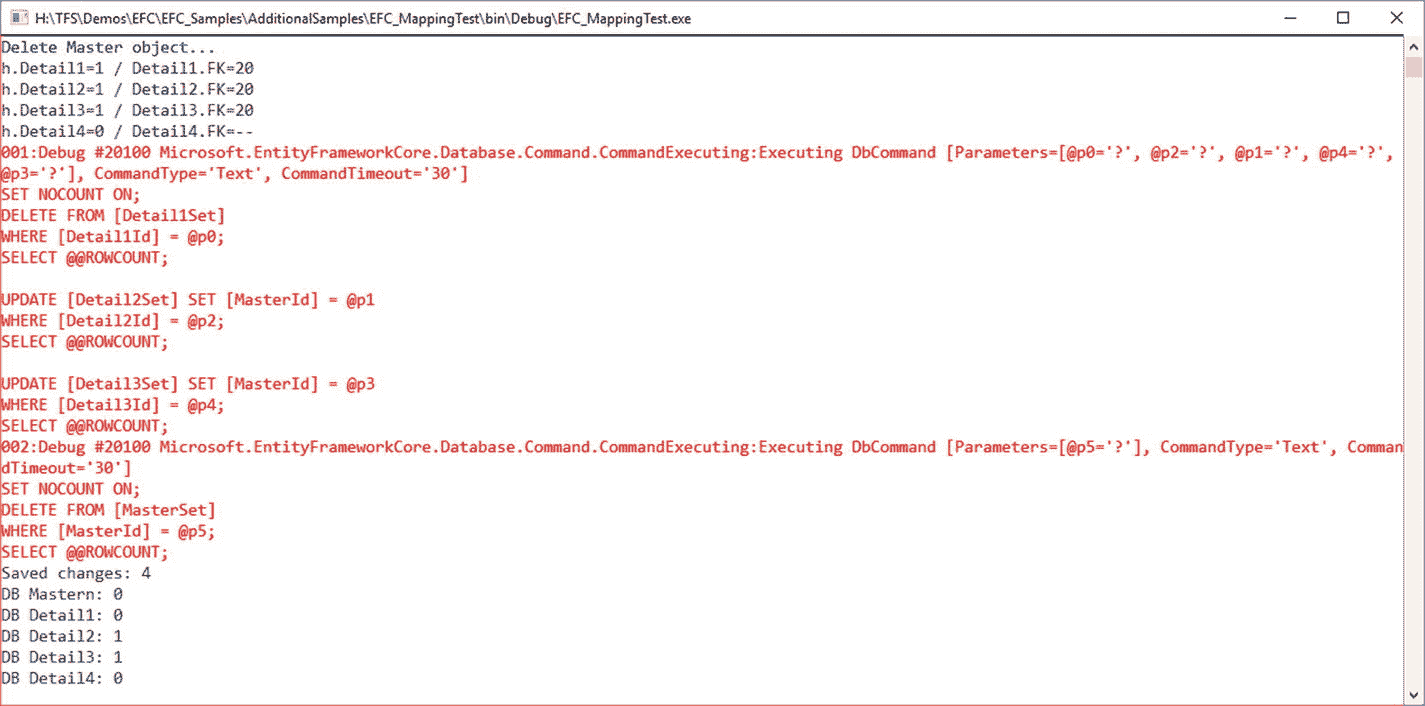 H:\TFS\Demos\EFC\EFC_Samples\AdditionalSamples\EFC_MappingTest\bin\Debug\EFC_MappingTest.exe
Delete Master object...
h.Detail1=1 / Detail1.FK=20
h.Detail2=1 / Detail2.FK=20
h.Detail3=1 / Detail3.FK=20
h.Detail4=0 / Detail4.FK=--
001:Debug #20100 Microsoft.EntityFrameworkCore.Database.Command.CommandExecuting:Executing DbCommand [Parameters=[@p0='?', @p2='?', @p1='?', @p4='?',
@p3='?'], CommandType='Text', CommandTimeout='30']
SET NOCOUNT ON;
DELETE FROM [Detail1Set]
WHERE [Detail1Id] = @p0;
SELECT @@ROWCOUNT;
UPDATE [Detail2Set] SET [MasterId] = @p1
WHERE [Detail2Id] = @p2;
SELECT @@ROWCOUNT;
UPDATE [Detail3Set] SET [MasterId] = @p3
WHERE [Detail3Id] = @p4;
SELECT @@ROWCOUNT;
002:Debug #20100 Microsoft.EntityFrameworkCore.Database.Command.CommandExecuting:Executing DbCommand [Parameters=[@p5='?'], CommandType='Text', Comman
dTimeout='30']
SET NOCOUNT ON;
DELETE FROM [MasterSet]
WHERE [MasterId] = @p5;
SELECT @@ROWCOUNT;
Saved changes: 4
DB Mastern: 0
DB Detail1: 0
DB Detail2: 1
DB Detail3: 1
DB Detail4: 0